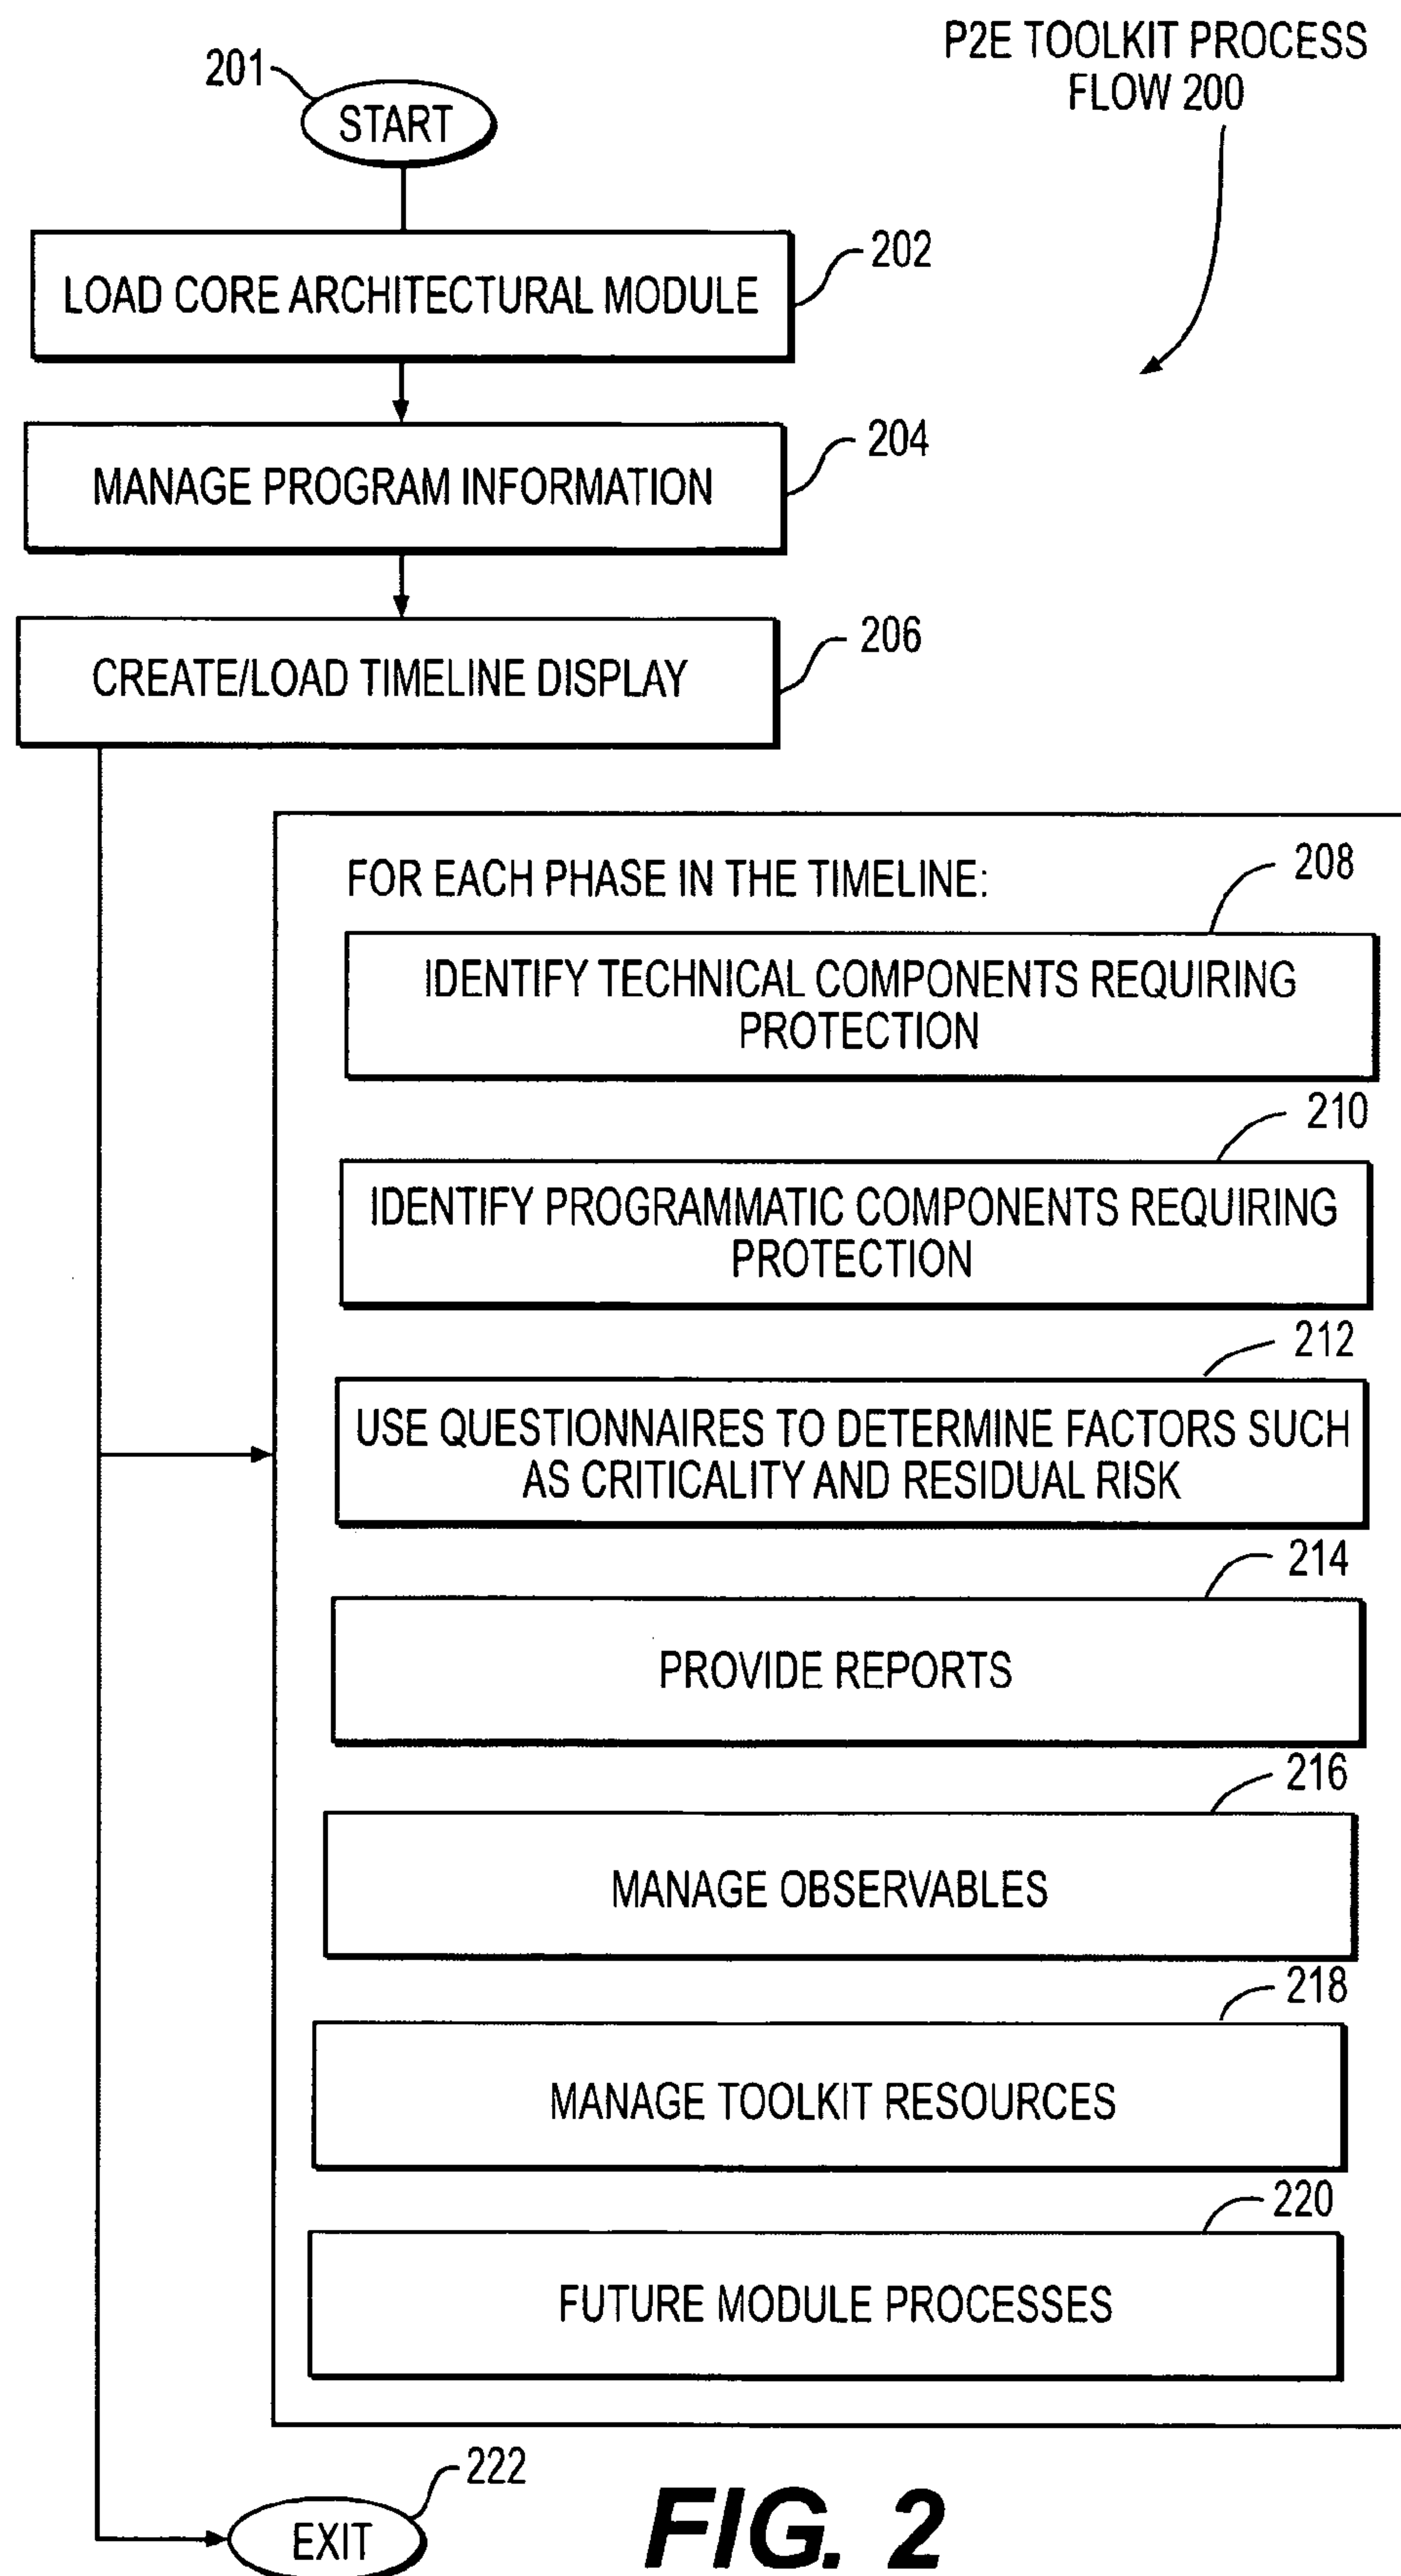 P2E TOOLKIT PROCESS
FLOW 200
201
START
202
LOAD CORE ARCHITECTURAL MODULE
204
MANAGE PROGRAM INFORMATION
206
CREATE/LOAD TIMELINE DISPLAY
FOR EACH PHASE IN THE TIMELINE:
208
IDENTIFY TECHNICAL COMPONENTS REQUIRING
PROTECTION
210
IDENTIFY PROGRAMMATIC COMPONENTS REQUIRING
PROTECTION
212
USE QUESTIONNAIRES TO DETERMINE FACTORS SUCH
AS CRITICALITY AND RESIDUAL RISK
214
PROVIDE REPORTS
216
MANAGE OBSERVABLES
218
MANAGE TOOLKIT RESOURCES
220
FUTURE MODULE PROCESSES
222
EXIT
FIG. 2